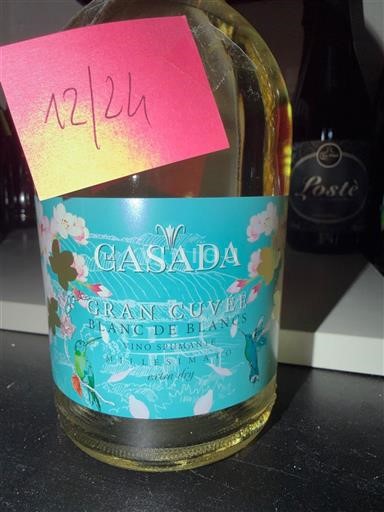 12/24
CASADA
GRAN CUVÉE
BLANC DE BLANCS
VINO SPUMANTE
MILLESIMATO
extra dry
Lostè